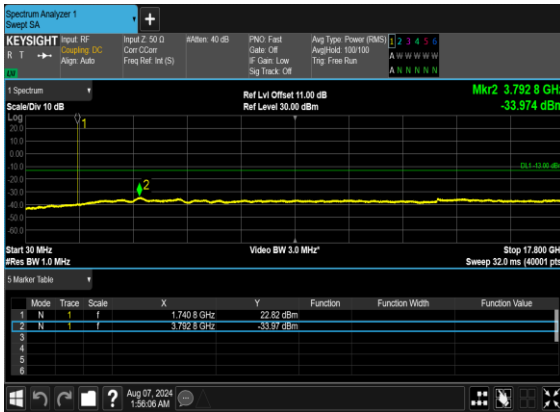 Spectrum Analyzer 1
Swept SA
+
KEYSIGHT Input: RF Input Z: 50 Ω #Atten: 40 dB PNO: Fast Avg Type: Power (RMS) 1 2 3 4 5 6
R T Coupling: DC Corr CCorr Gate: Off Avg|Hold: 100/100 A W W W W W
Align: Auto Freq Ref: Int (S) IF Gain: Low Trig: Free Run
Sig Track: Off A N N N N N
1 Spectrum Ref Lvl Offset 11.00 dB Mkr2 3.792 8 GHz
Scale/Div 10 dB Ref Level 30.00 dBm -33.974 dBm
Log
20.0 1
10.0
0.00
-10.0 DL1 -13.00 dBm
-20.0
-30.0 2
-40.0
-50.0
-60.0
Start 30 MHz Video BW 3.0 MHz* Stop 17.800 GHz
#Res BW 1.0 MHz Sweep 32.0 ms (40001 pts)
5 Marker Table
Mode Trace Scale X Y Function Function Width Function Value
1 N 1 f 1.740 8 GHz 22.82 dBm
2 N 1 f 3.792 8 GHz -33.97 dBm
3
4
5
6
? Aug 07, 2024
1:56:06 AM